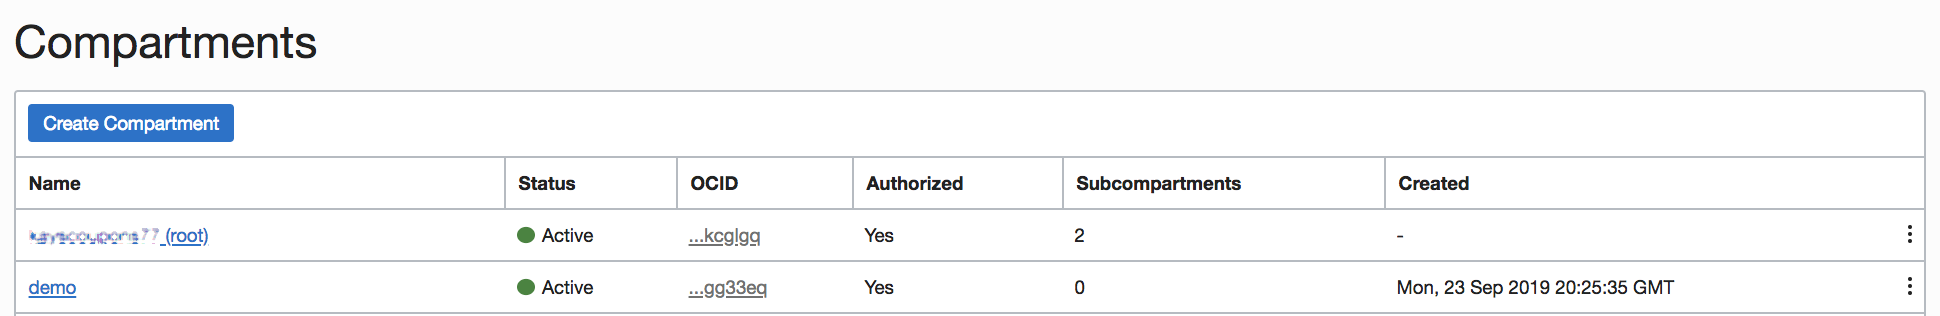 Compartments
Create Compartment
Name Status OCID Authorized Subcompartments Created
(root) Active ...kcglgq Yes 2 -
demo Active ...gg33eq Yes 0 Mon, 23 Sep 2019 20:25:35 GMT